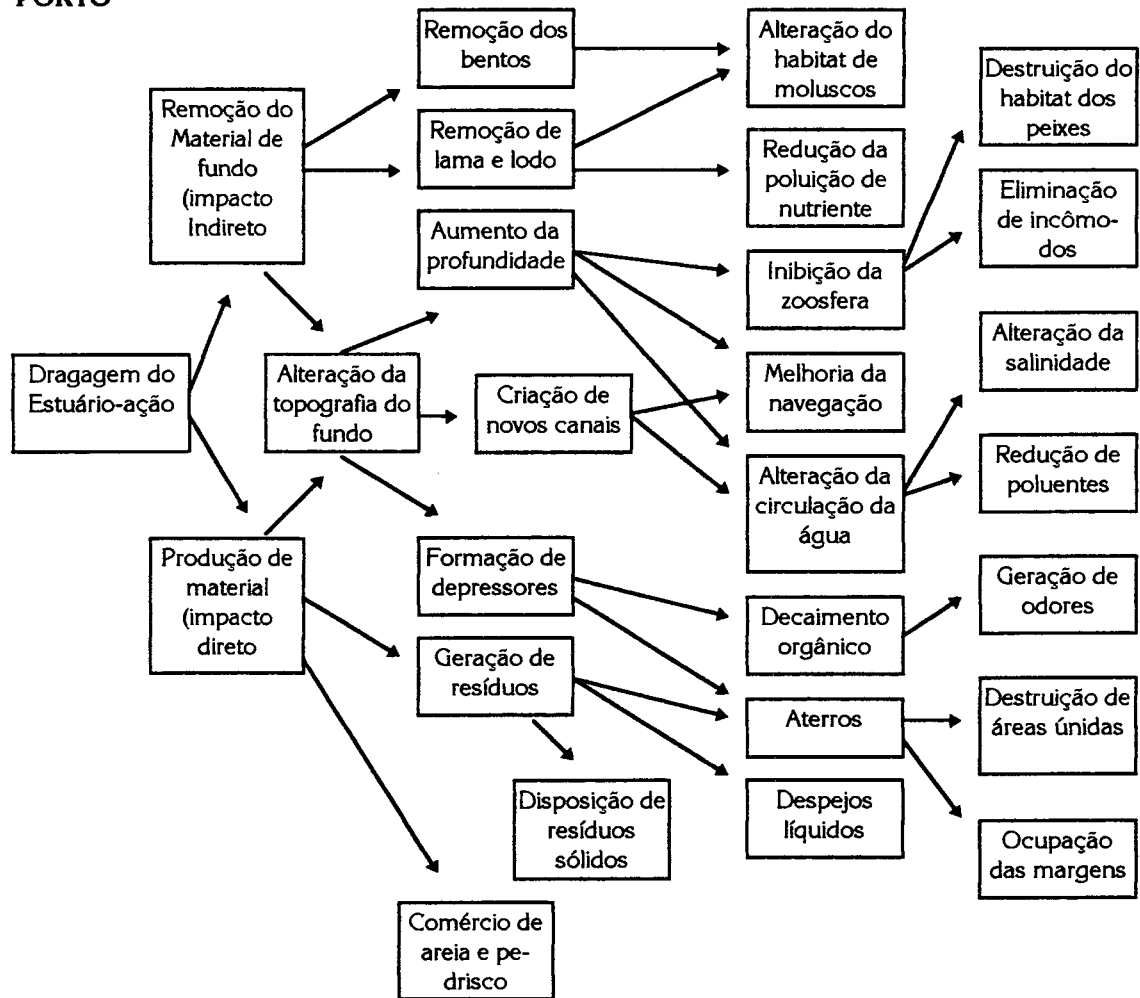 PORTO
Remoção dos
bentos
Alteração do
habitat de
moluscos
Destruição do
habitat dos
peixes
Remoção do
Material de
fundo
(impacto
Indireto
Remoção de
lama e lodo
Redução da
poluição de
nutriente
Eliminação
de incômo-
dos
Aumento da
profundidade
Inibição da
zoosfera
Dragagem do
Estuário-ação
Alteração da
topografia do
fundo
Criação de
novos canais
Melhoria da
navegação
Alteração da
salinidade
Alteração da
circulação da
água
Redução de
poluentes
Produção de
material
(impacto
direto
Formação de
depressores
Decaimento
orgânico
Geração de
odores
Geração de
resíduos
Aterros
Destruição de
áreas únidas
Disposição de
resíduos
sólidos
Despejos
líquidos
Ocupação
das margens
Comércio de
areia e pe-
drisco